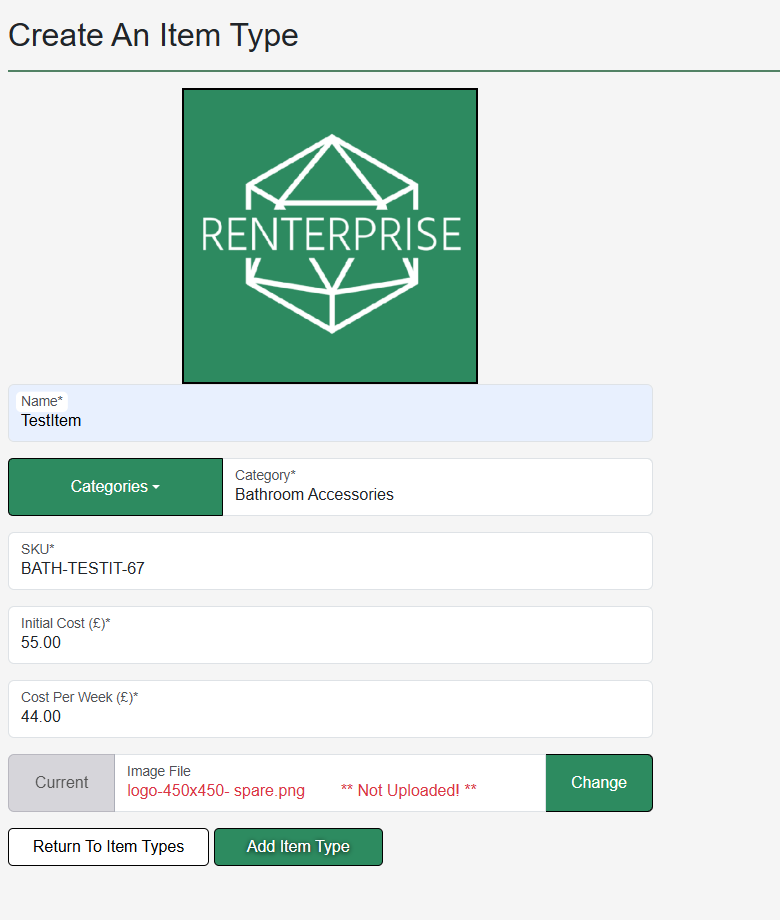 Create An Item Type
RENTERPRISE
Name*
TestItem
Categories
Category*
Bathroom Accessories
SKU*
BATH-TESTIT-67
Initial Cost (£)*
55.00
Cost Per Week (£)*
44.00
Current
Image File
logo-450x450- spare.png ** Not Uploaded! **
Change
Return To Item Types
Add Item Type